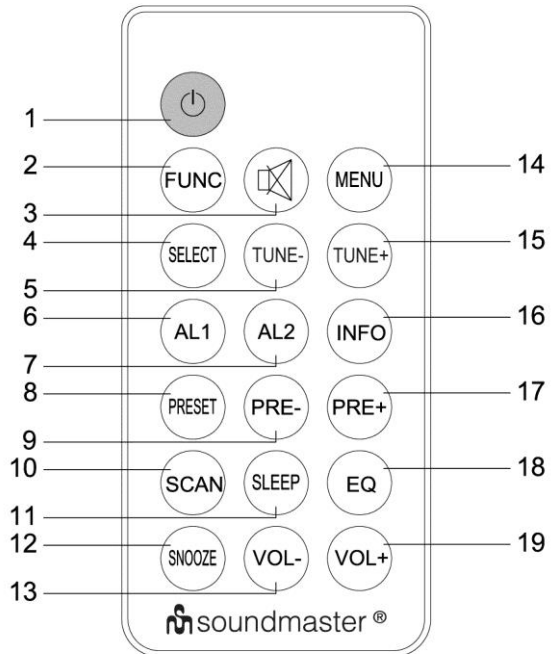 1
2 FUNC MENU 14
3
4 SELECT TUNE- TUNE+ 15
5
6 AL1 AL2 INFO 16
7
8 PRESET PRE- PRE+ 17
9
10 SCAN SLEEP EQ 18
11
12 SNOOZE VOL- VOL+ 19
13
soundmaster ®